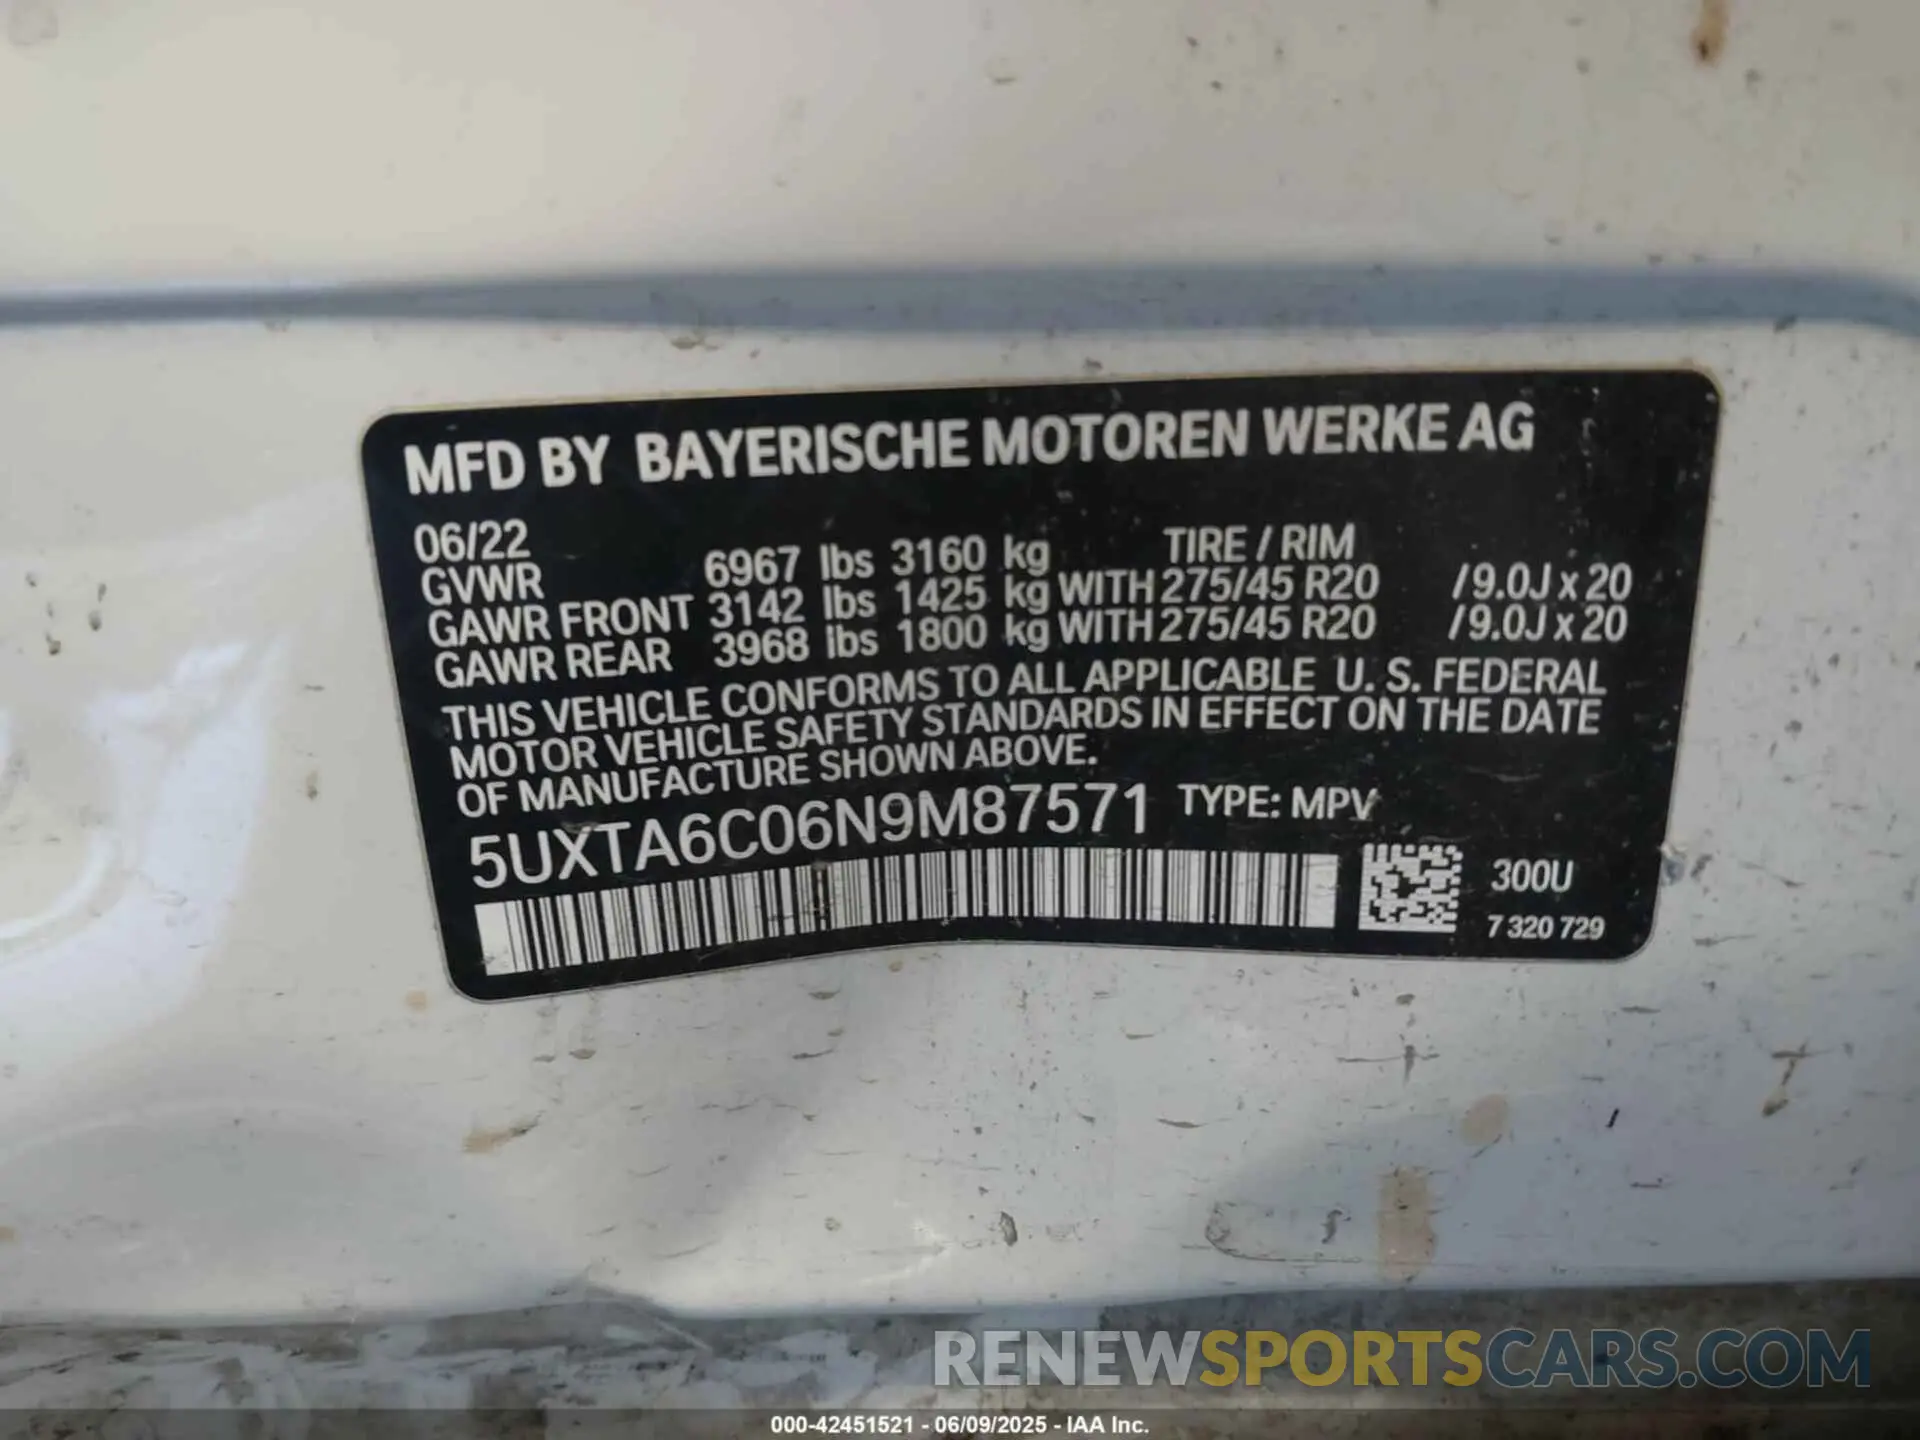 MFD BY BAYERISCHE MOTOREN WERKE AG
06/22 TIRE / RIM
GVWR 6967 lbs 3160 kg
GAWR FRONT 3142 lbs 1425 kg WITH 275/45 R20 /9.0J x 20
GAWR REAR 3968 lbs 1800 kg WITH 275/45 R20 /9.0J x 20
THIS VEHICLE CONFORMS TO ALL APPLICABLE U. S. FEDERAL
MOTOR VEHICLE SAFETY STANDARDS IN EFFECT ON THE DATE
OF MANUFACTURE SHOWN ABOVE.
5UXTA6C06N9M87571 TYPE: MPV
300U
7 320 729
RENEWSPORTSCARS.COM
000-42451521 - 06/09/2025 - IAA Inc.